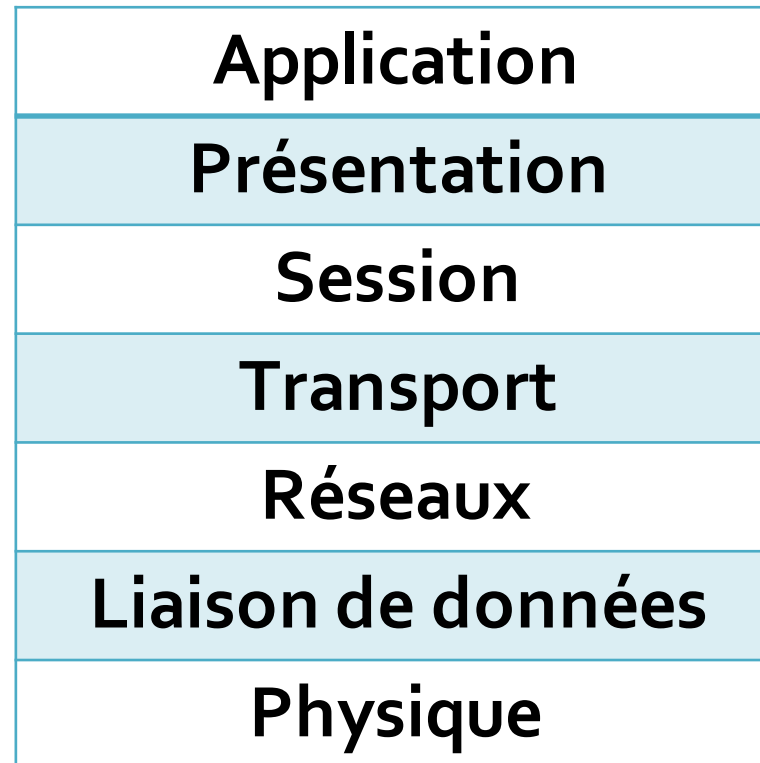 Application
Présentation
Session
Transport
Réseaux
Liaison de données
Physique